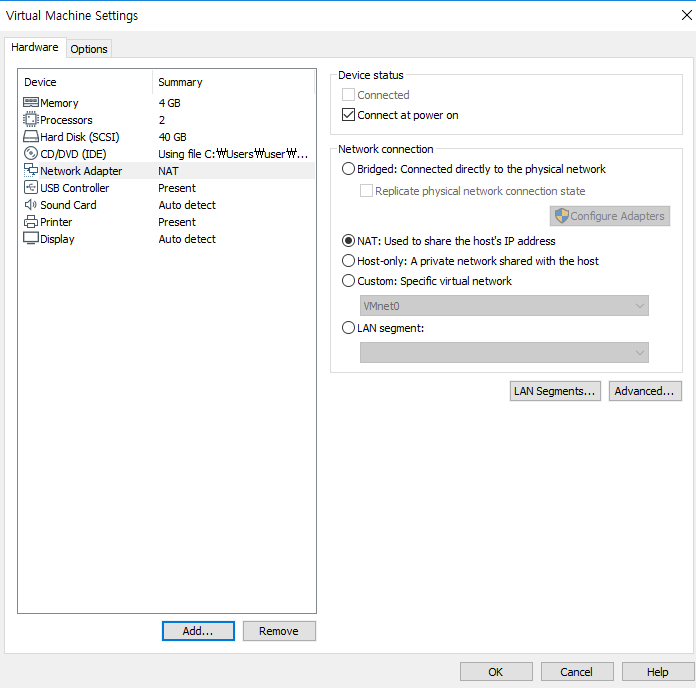 Virtual Machine Settings
Hardware Options
Device Summary
Memory 4 GB
Processors 2
Hard Disk (SCSI) 40 GB
CD/DVD (IDE) Using file C:₩Users₩user₩...
Network Adapter NAT
USB Controller Present
Sound Card Auto detect
Printer Present
Display Auto detect
Add... Remove
Device status
Connected
Connect at power on
Network connection
Bridged: Connected directly to the physical network
Replicate physical network connection state
Configure Adapters
NAT: Used to share the host's IP address
Host-only: A private network shared with the host
Custom: Specific virtual network
VMnet0
LAN segment:
LAN Segments... Advanced...
OK Cancel Help